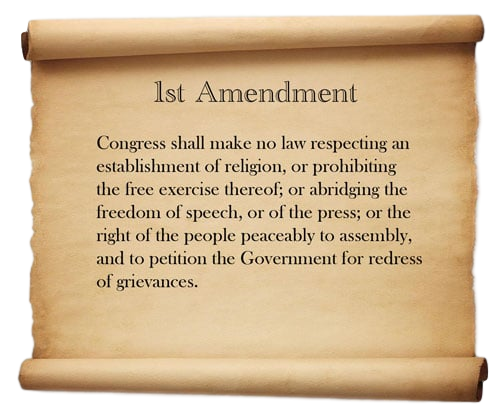 1st Amendment
Congress shall make no law respecting an
establishment of religion, or prohibiting
the free exercise thereof; or abridging the
freedom of speech, or of the press; or the
right of the people peaceably to assembly,
and to petition the Government for redress
of grievances.